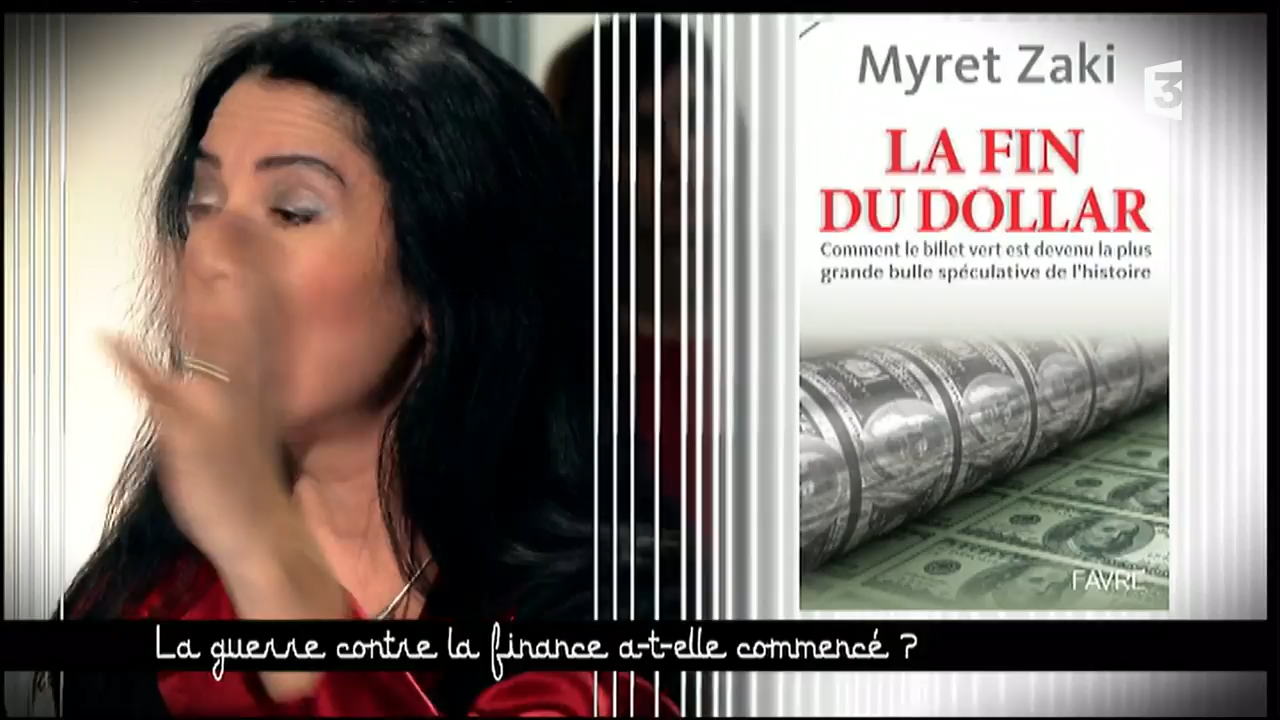 Myret Zaki
3
LA FIN
DU DOLLAR
Comment le billet vert est devenu la plus
grande bulle spéculative de l'histoire
FAVRE
La guerre contre la finance a-t-elle commencé ?